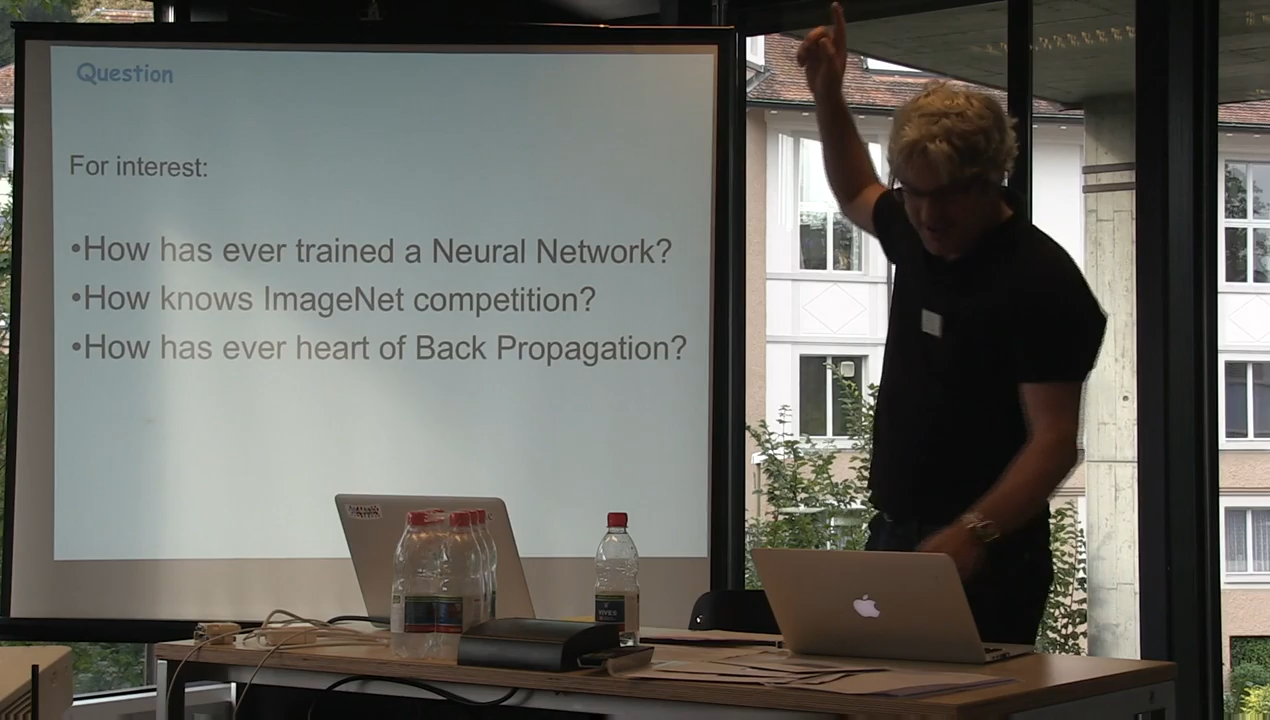 Question
For interest:
•How has ever trained a Neural Network?
•How knows ImageNet competition?
•How has ever heart of Back Propagation?